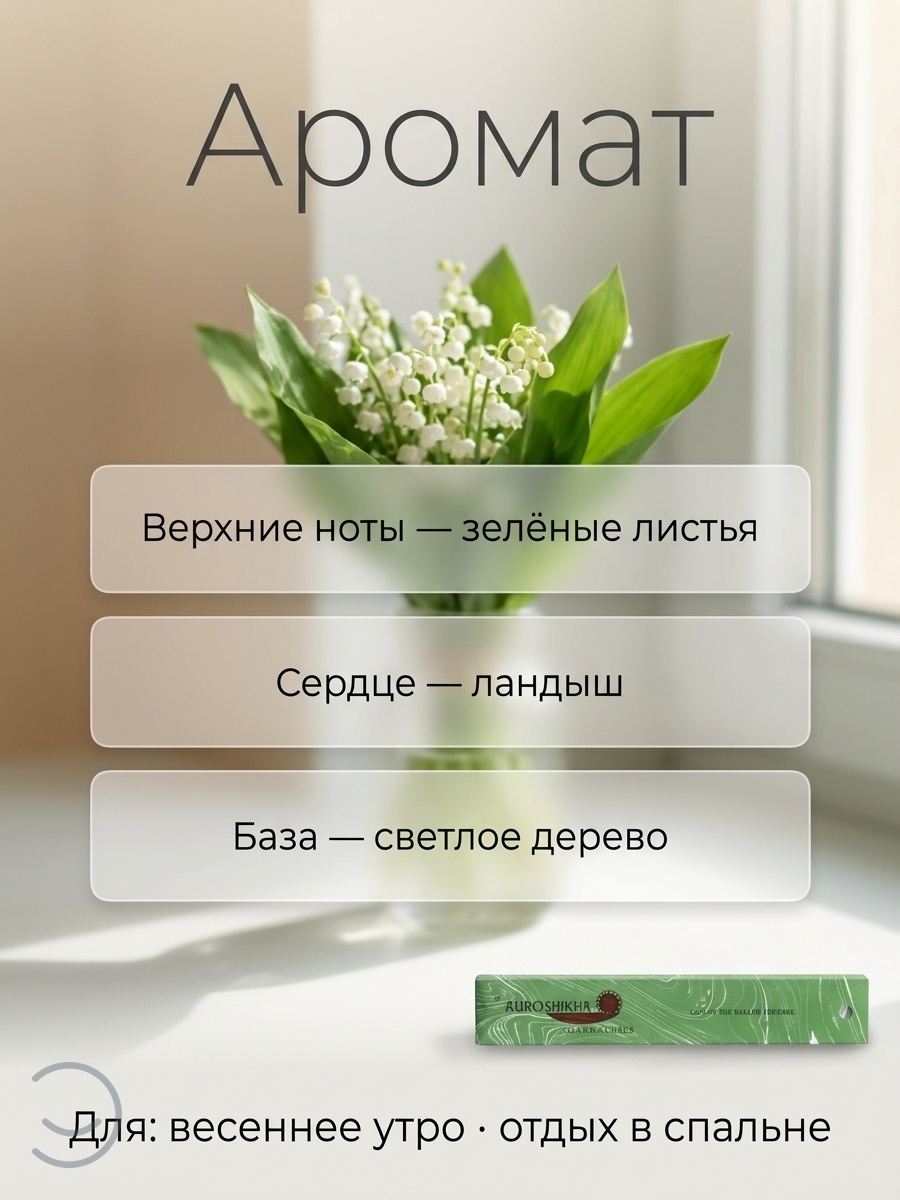 Аромат
Верхние ноты — зелёные листья
Сердце — ландыш
База — светлое дерево
AUROSHIKHA
Для: весеннее утро · отдых в спальне